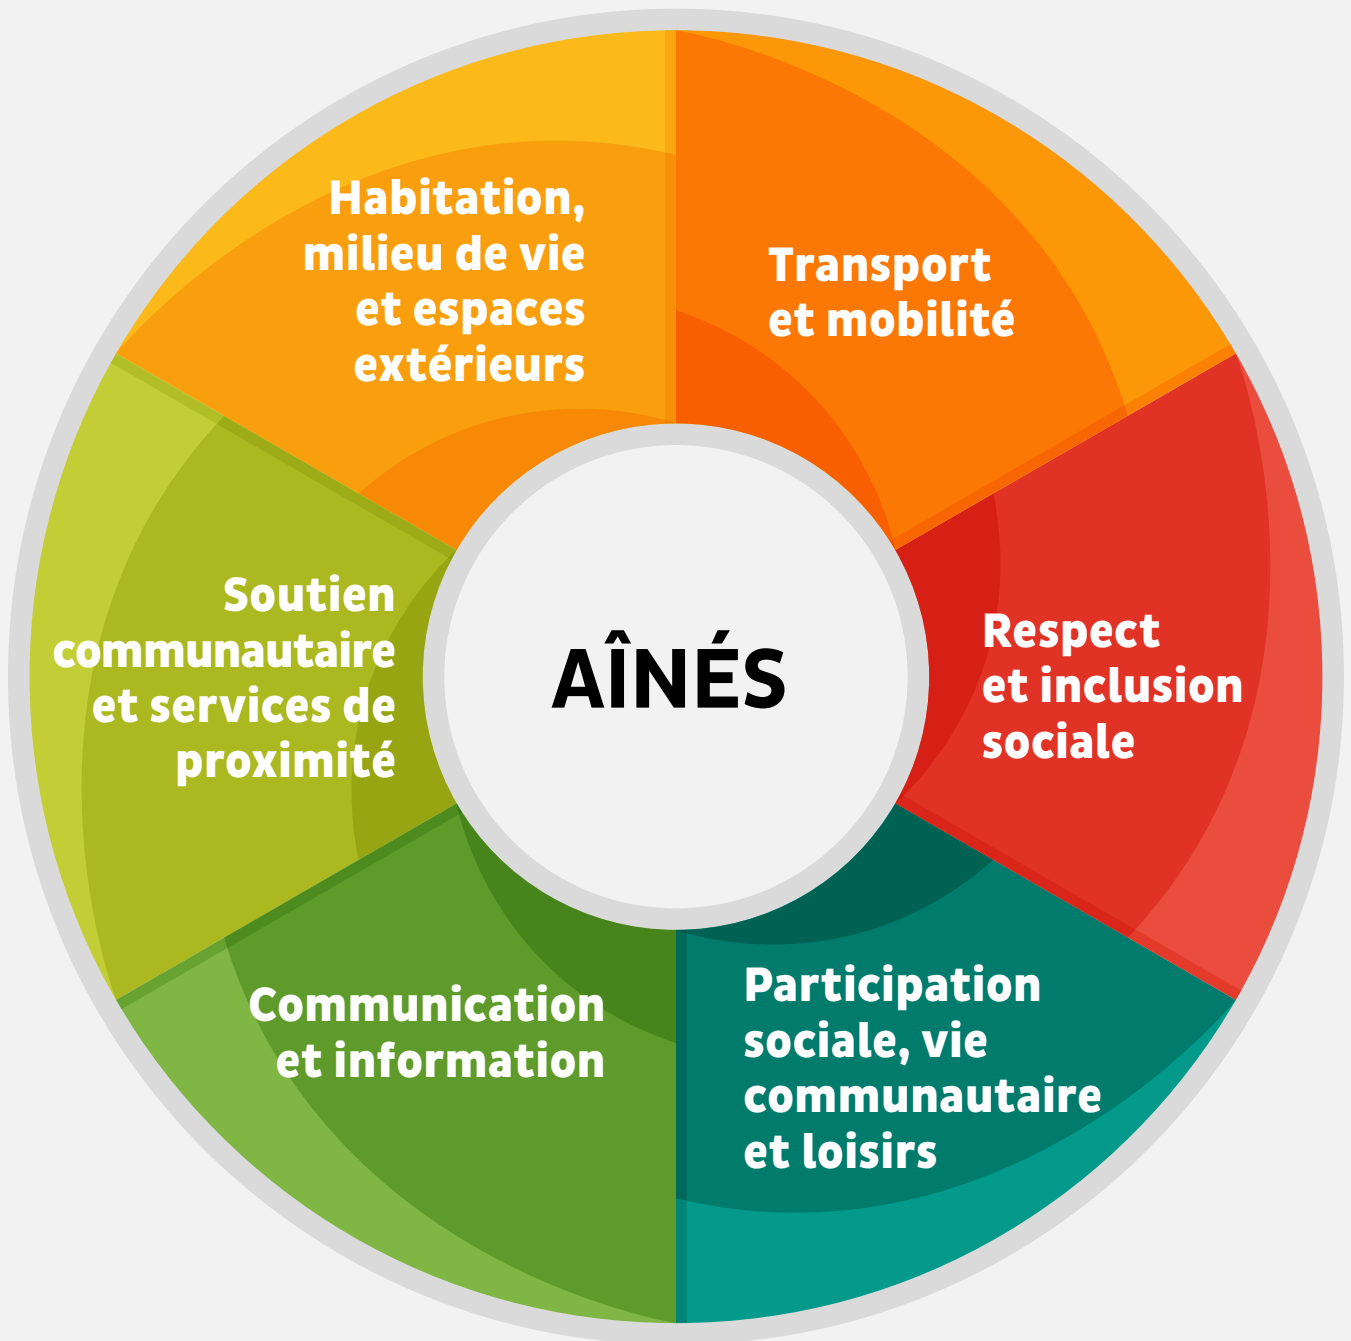 Habitation,
milieu de vie
et espaces
extérieurs
Transport
et mobilité
Respect
et inclusion
sociale
Participation
sociale, vie
communautaire
et loisirs
Communication
et information
Soutien
communautaire
et services de
proximité
AÎNÉS